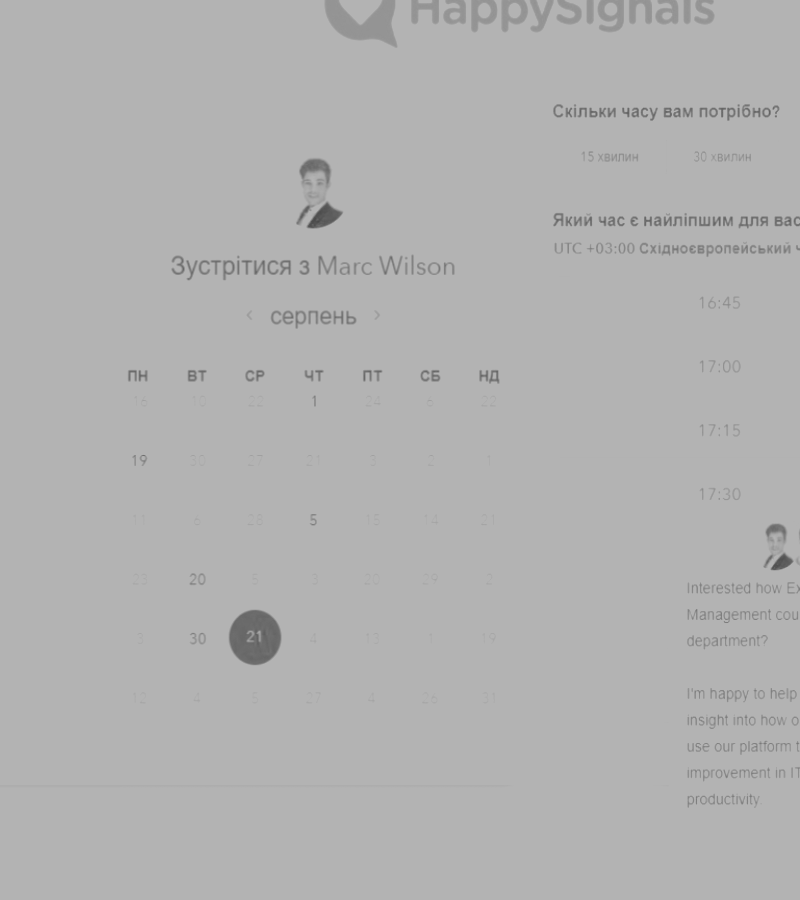 HappySignals
Зустрітися з Marc Wilson
‹ серпень ›
ПН ВТ СР ЧТ ПТ СБ НД
16 10 22 1 24 6 22
19 30 27 21 3 2 1
11 6 28 5 15 14 21
23 20 5 3 20 29 2
3 30 21 4 13 1 19
12 4 5 27 4 26 31
Скільки часу вам потрібно?
15 хвилин 30 хвилин
Який час є найліпшим для вас
UTC +03:00 Східноєвропейський ч
16:45
17:00
17:15
17:30
Interested how Ex
Management cou
department?
I'm happy to help
insight into how o
use our platform t
improvement in IT
productivity.